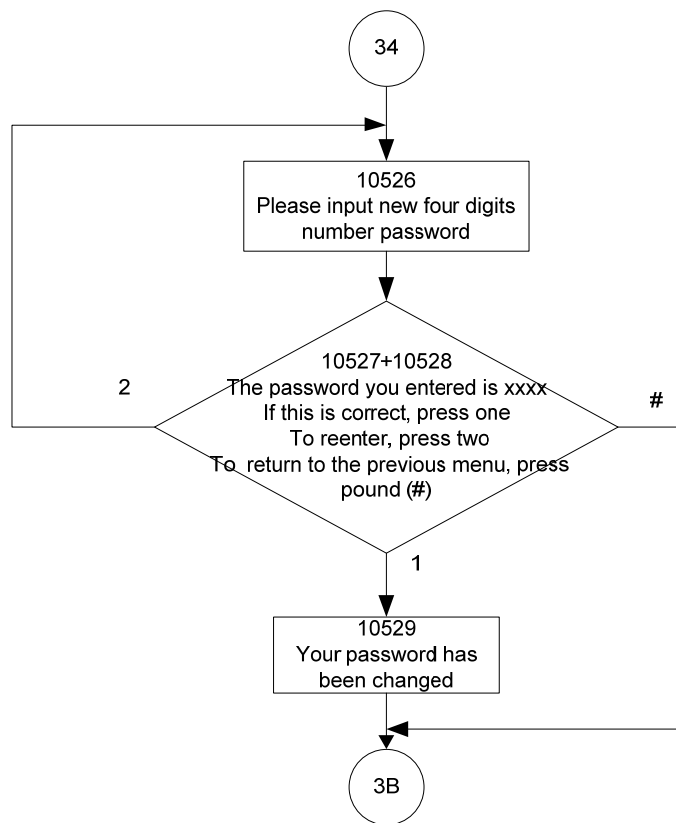 34
10526
Please input new four digits
number password
10527+10528
The password you entered is xxxx
If this is correct, press one
To reenter, press two
To return to the previous menu, press
pound (#)
2
#
1
10529
Your password has
been changed
3B